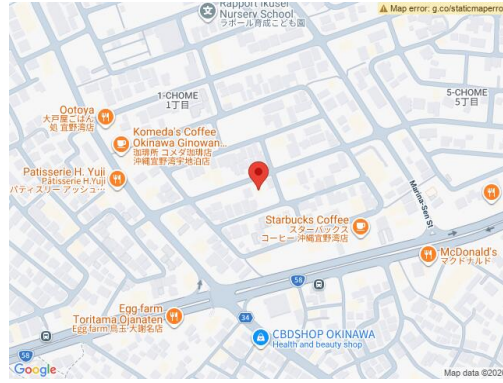 Map error: g.co/staticmaperro
Rapport Ikusei
Nursery School
ラポール育成こども園
1-CHOME
1丁目
5-CHOME
5丁目
Ootoya
大戸屋ごはん
処 宜野湾店
Komeda's Coffee
Okinawa Ginowan...
珈琲所 コメダ珈琲店
沖縄宜野湾宇地泊店
Patisserie H. Yuji
Pâtisserie H.Yuji
パティスリー アッシュ...
Marina-Sen St
Starbucks Coffee
スターバックス
コーヒー 沖縄宜野湾店
McDonald's
マクドナルド
58
Egg farm
Toritama Ojanaten
Egg farm 鳥玉 大謝名店
34
CBDSHOP OKINAWA
Health and beauty shop
58
Google
Map data ©202